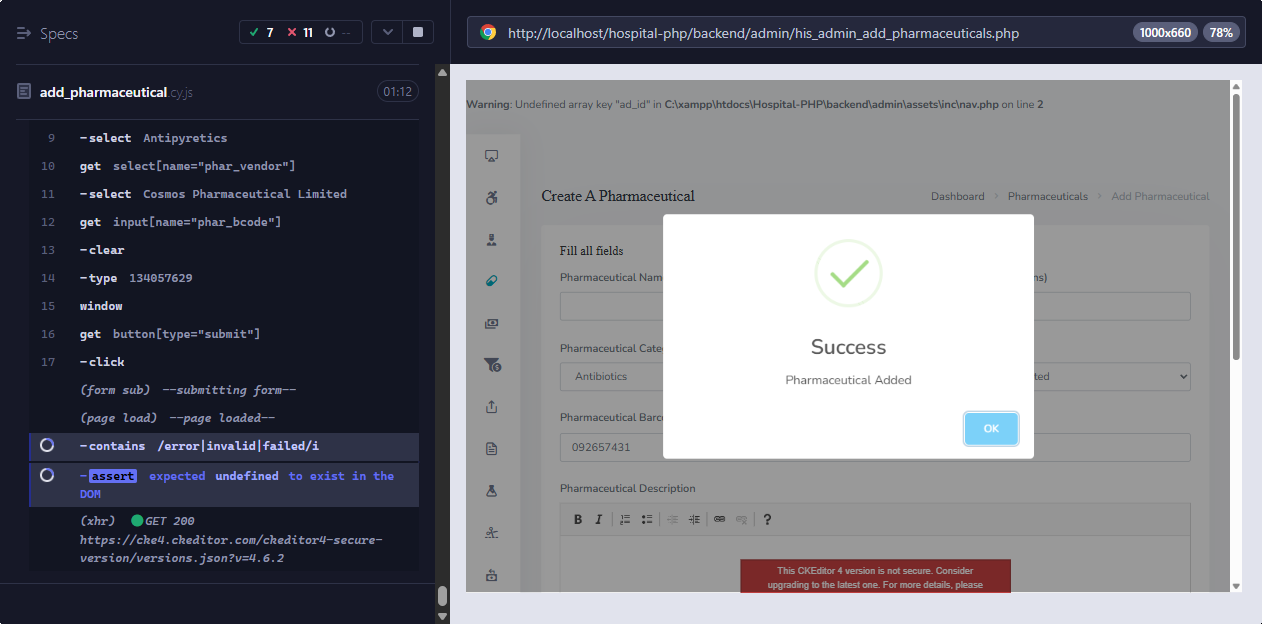 Specs
7 11 --
http://localhost/hospital-php/backend/admin/his_admin_add_pharmaceuticals.php
1000x660
78%
add_pharmaceutical.cy.js
01:12
9 -select Antipyretics
10 get select[name="phar_vendor"]
11 -select Cosmos Pharmaceutical Limited
12 get input[name="phar_bcode"]
13 -clear
14 -type 134057629
15 window
16 get button[type="submit"]
17 -click
(form sub) --submitting form--
(page load) --page loaded--
-contains /error|invalid|failed/i
-assert expected undefined to exist in the
DOM
(xhr) GET 200
https://cke4.ckeditor.com/ckeditor4-secure-
version/versions.json?v=4.6.2
Warning: Undefined array key "ad_id" in C:\xampp\htdocs\Hospital-PHP\backend\admin\assets\inc\nav.php on line 2
Create A Pharmaceutical
Dashboard > Pharmaceuticals > Add Pharmaceutical
Fill all fields
Pharmaceutical Nam
ns)
Pharmaceutical Cate
Antibiotics
ted
Pharmaceutical Barco
092657431
Success
Pharmaceutical Added
OK
Pharmaceutical Description
B I ?
This CKEditor 4 version is not secure. Consider
upgrading to the latest one. For more details, please